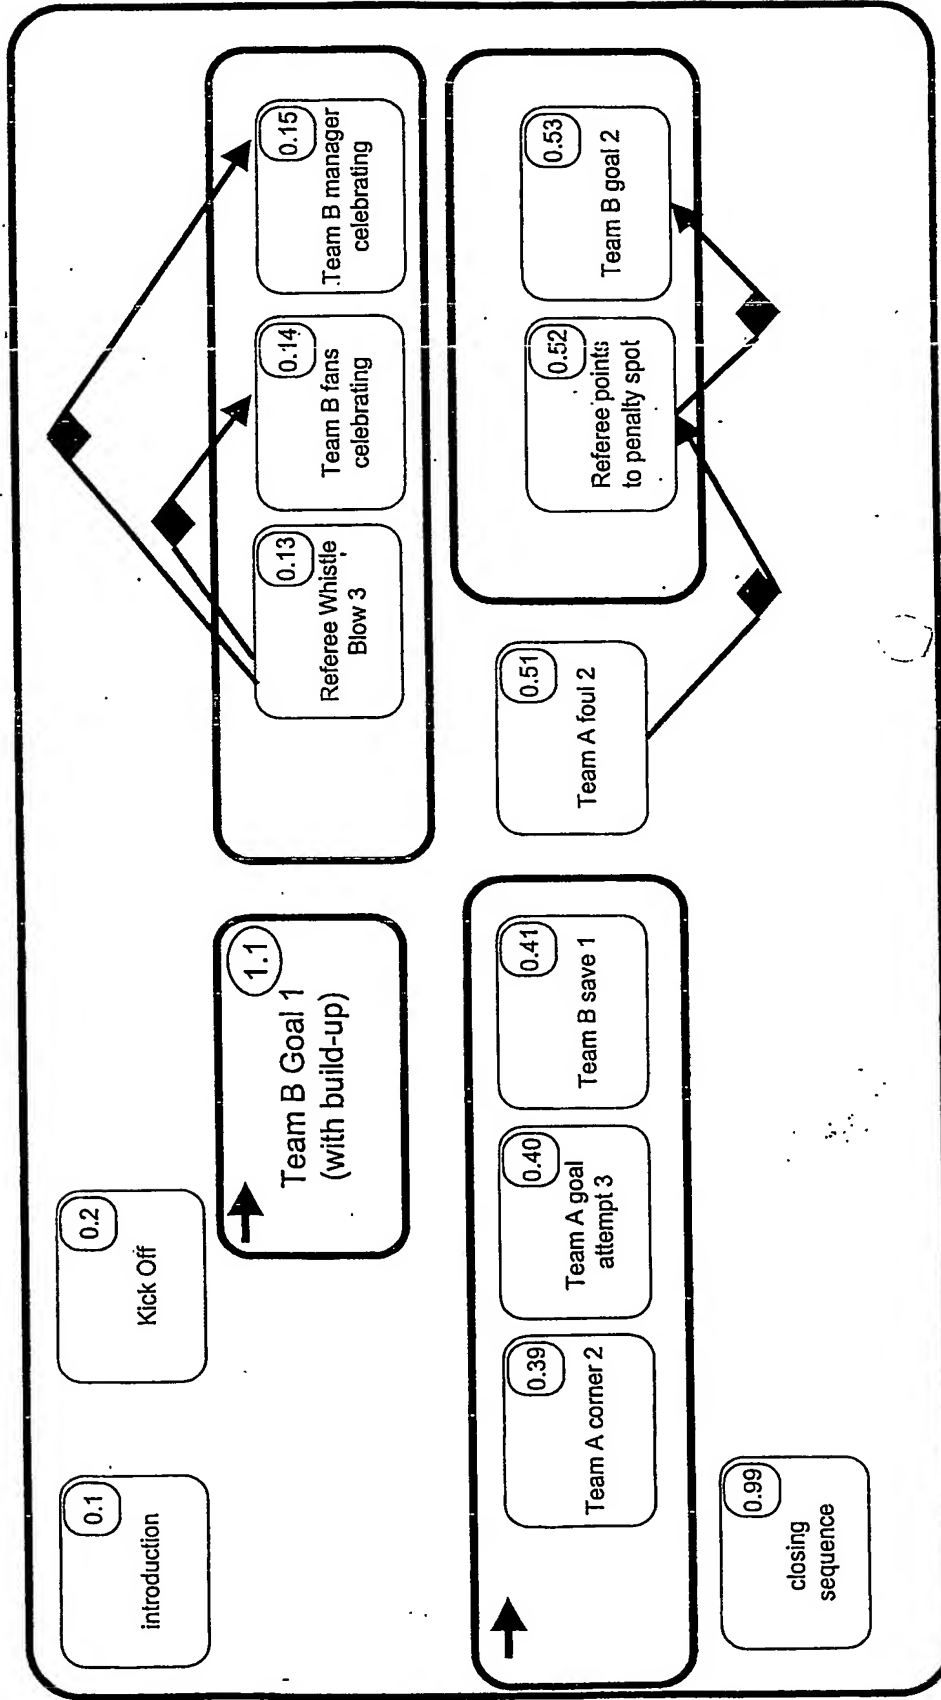 0.1
introduction
0.2
Kick Off
1.1
Team B Goal 1
(with build-up)
0.13
Referee Whistle
Blow 3
0.14
Team B fans
celebrating
0.15
Team B manager
celebrating
0.39
Team A corner 2
0.40
Team A goal
attempt 3
0.41
Team B save 1
0.51
Team A foul 2
0.52
Referee points
to penalty spot
0.53
Team B goal 2
0.99
closing
sequence